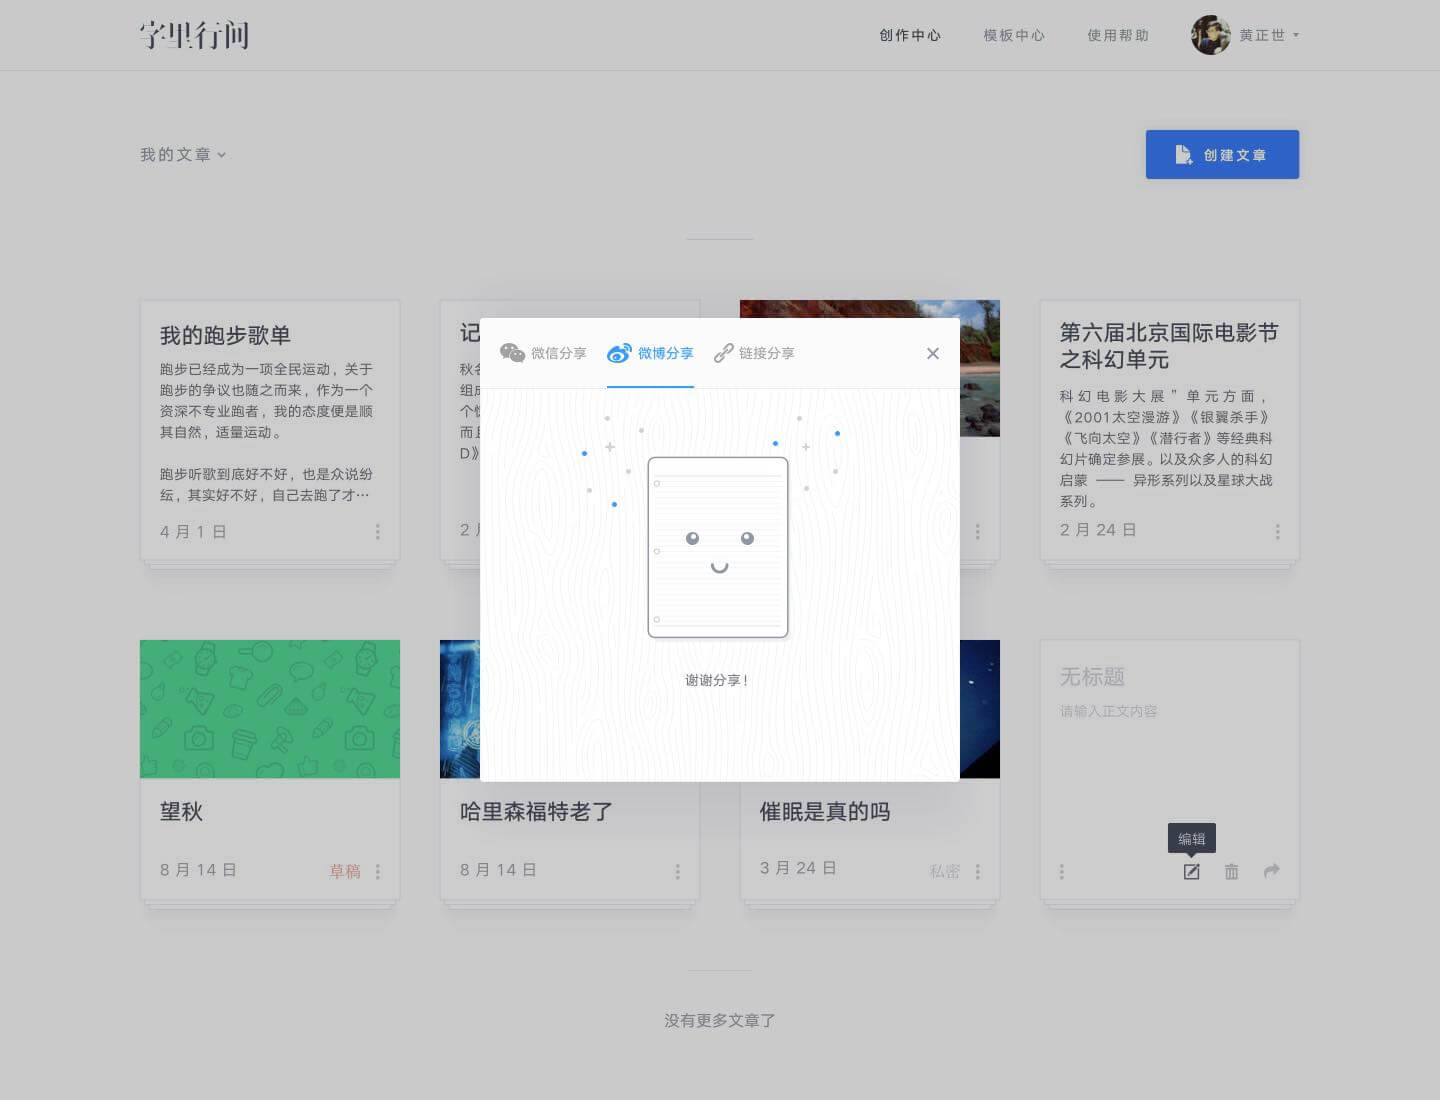 字里行间
创作中心
模板中心
使用帮助
黄正世
我的文章
创建文章
我的跑步歌单
跑步已经成为一项全民运动，关于
跑步的争议也随之而来，作为一个
资深不专业跑者，我的态度便是顺
其自然，适量运动。
跑步听歌到底好不好，也是众说纷
纭，其实好不好，自己去跑了才…
4 月 1 日
记
秋名
组成
个惊
而且
D》
2 月
微信分享
微博分享
链接分享
谢谢分享！
第六届北京国际电影节
之科幻单元
科幻电影大展”单元方面，
《2001太空漫游》《银翼杀手》
《飞向太空》《潜行者》等经典科
幻片确定参展。以及众多人的科幻
启蒙 —— 异形系列以及星球大战
系列。
2 月 24 日
望秋
8 月 14 日
草稿
哈里森福特老了
8 月 14 日
催眠是真的吗
3 月 24 日
私密
无标题
请输入正文内容
编辑
没有更多文章了